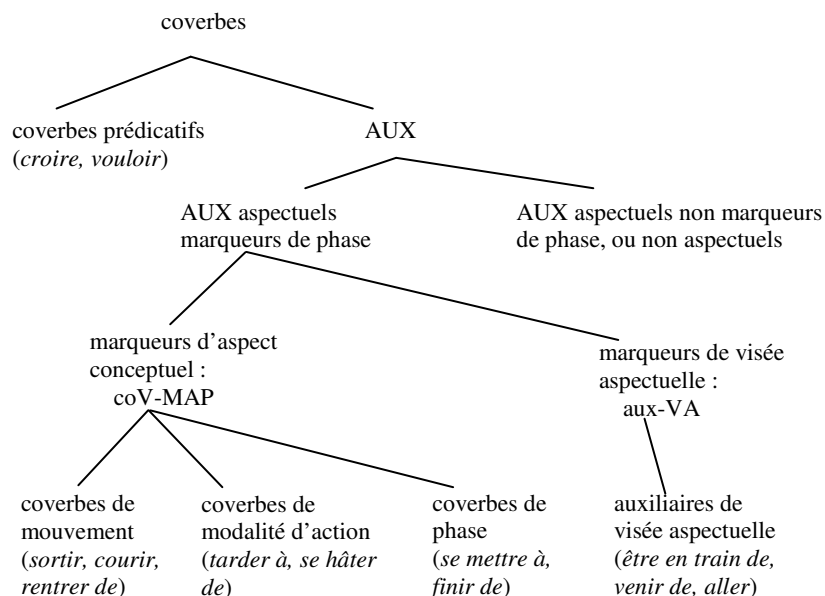 coverbes
coverbes prédicatifs
(croire, vouloir)
AUX
AUX aspectuels
marqueurs de phase
AUX aspectuels non marqueurs
de phase, ou non aspectuels
marqueurs d’aspect
conceptuel :
coV-MAP
marqueurs de visée
aspectuelle :
aux-VA
coverbes de
mouvement
(sortir, courir,
rentrer de)
coverbes de
modalité d’action
(tarder à, se hâter
de)
coverbes de
phase
(se mettre à,
finir de)
auxiliaires de
visée aspectuelle
(être en train de,
venir de, aller)